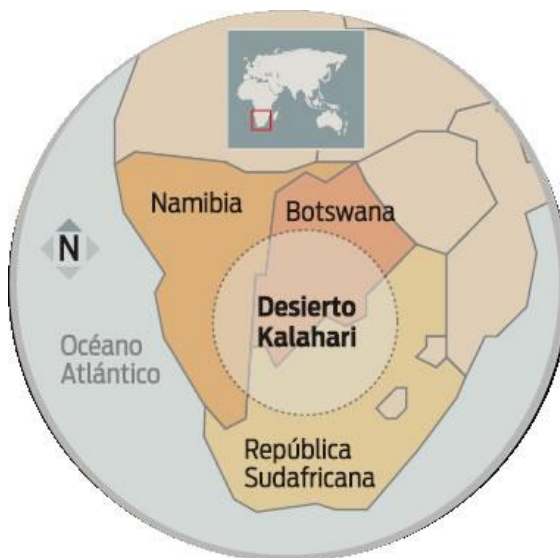 Namibia
Botswana
N
Desierto
Kalahari
Océano
Atlántico
República
Sudafricana